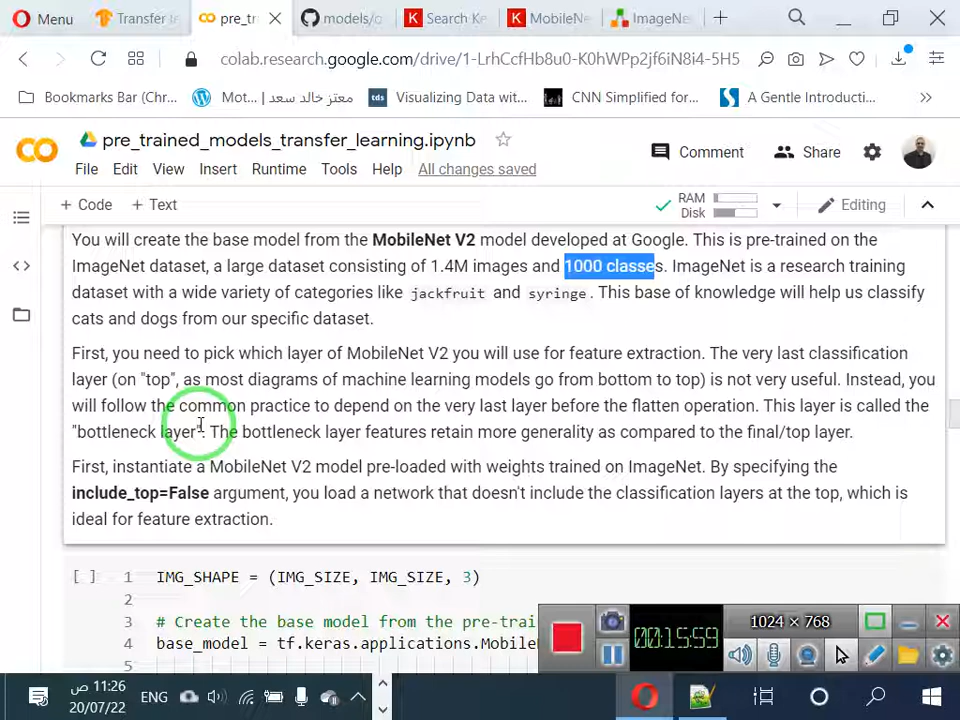 Menu Transfer le pre_tr models/o Search Ke MobileNe ImageNe
colab.research.google.com/drive/1-LrhCcfHb8u0-K0hWPp2jf6iN8j4-5H5
Bookmarks Bar (Chr... Mot... | معتز خالد سعد Visualizing Data wit... CNN Simplified for... A Gentle Introducti...
pre_trained_models_transfer_learning.ipynb
Comment Share
File Edit View Insert Runtime Tools Help All changes saved
+ Code + Text RAM Disk Editing
You will create the base model from the MobileNet V2 model developed at Google. This is pre-trained on the
ImageNet dataset, a large dataset consisting of 1.4M images and 1000 classes. ImageNet is a research training
dataset with a wide variety of categories like jackfruit and syringe. This base of knowledge will help us classify
cats and dogs from our specific dataset.
First, you need to pick which layer of MobileNet V2 you will use for feature extraction. The very last classification
layer (on "top", as most diagrams of machine learning models go from bottom to top) is not very useful. Instead, you
will follow the common practice to depend on the very last layer before the flatten operation. This layer is called the
"bottleneck layer". The bottleneck layer features retain more generality as compared to the final/top layer.
First, instantiate a MobileNet V2 model pre-loaded with weights trained on ImageNet. By specifying the
include_top=False argument, you load a network that doesn't include the classification layers at the top, which is
ideal for feature extraction.
[ ] 1 IMG_SHAPE = (IMG_SIZE, IMG_SIZE, 3)
2
3 # Create the base model from the pre-trai
4 base_model = tf.keras.applications.Mobile
5
00:15:59 1024 × 768
ENG 11:26 ص
20/07/22